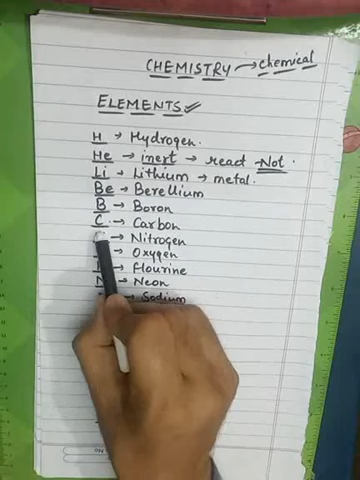 CHEMISTRY → chemical
ELEMENTS ✓
H → Hydrogen.
He → inert → react Not.
Li → Lithium → metal.
Be → Berellium
B → Boron
C → Carbon
→ Nitrogen
→ Oxygen
→ Flourine
N → Neon
→ Sodium